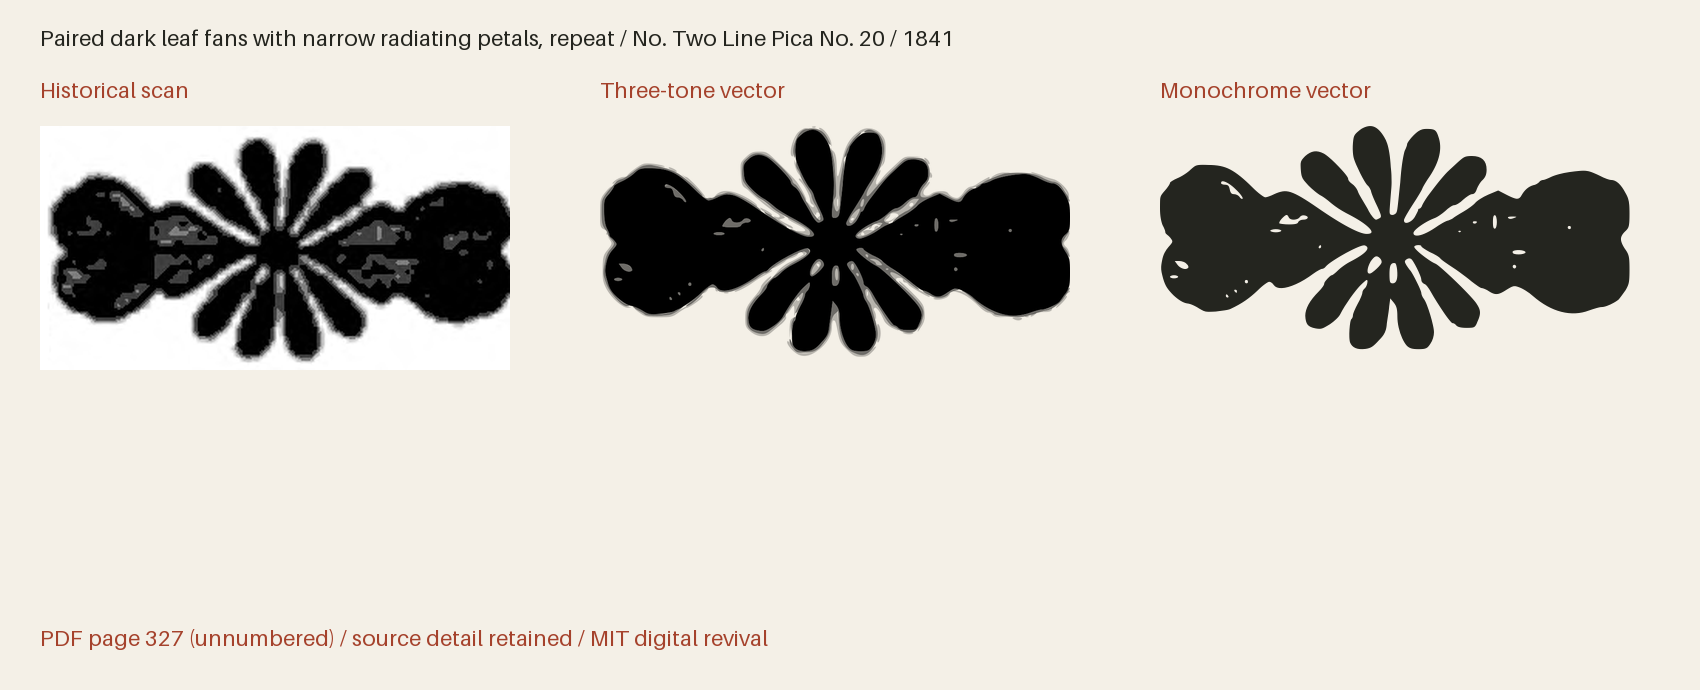 Paired dark leaf fans with narrow radiating petals, repeat / No. Two Line Pica No. 20 / 1841
Historical scan
Three-tone vector
Monochrome vector
PDF page 327 (unnumbered) / source detail retained / MIT digital revival